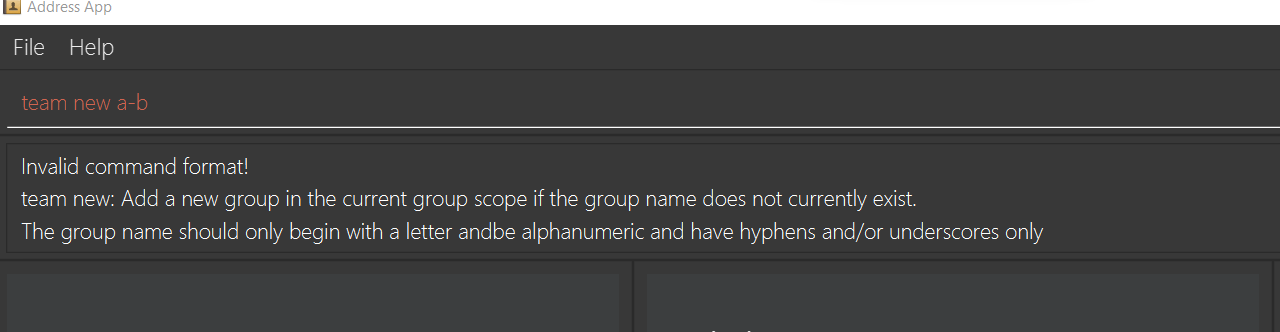 Address App
File Help
team new a-b
Invalid command format!
team new: Add a new group in the current group scope if the group name does not currently exist.
The group name should only begin with a letter andbe alphanumeric and have hyphens and/or underscores only